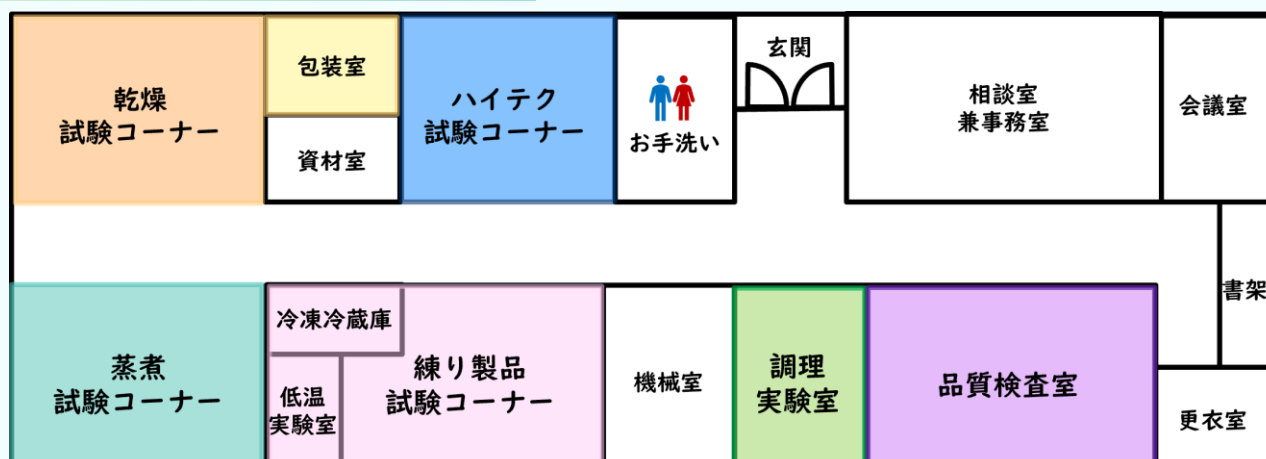 乾燥
試験コーナー
包装室
資材室
ハイテク
試験コーナー
お手洗い
玄関
相談室
兼事務室
会議室
書架
蒸煮
試験コーナー
冷凍冷蔵庫
低温
実験室
練り製品
試験コーナー
機械室
調理
実験室
品質検査室
更衣室